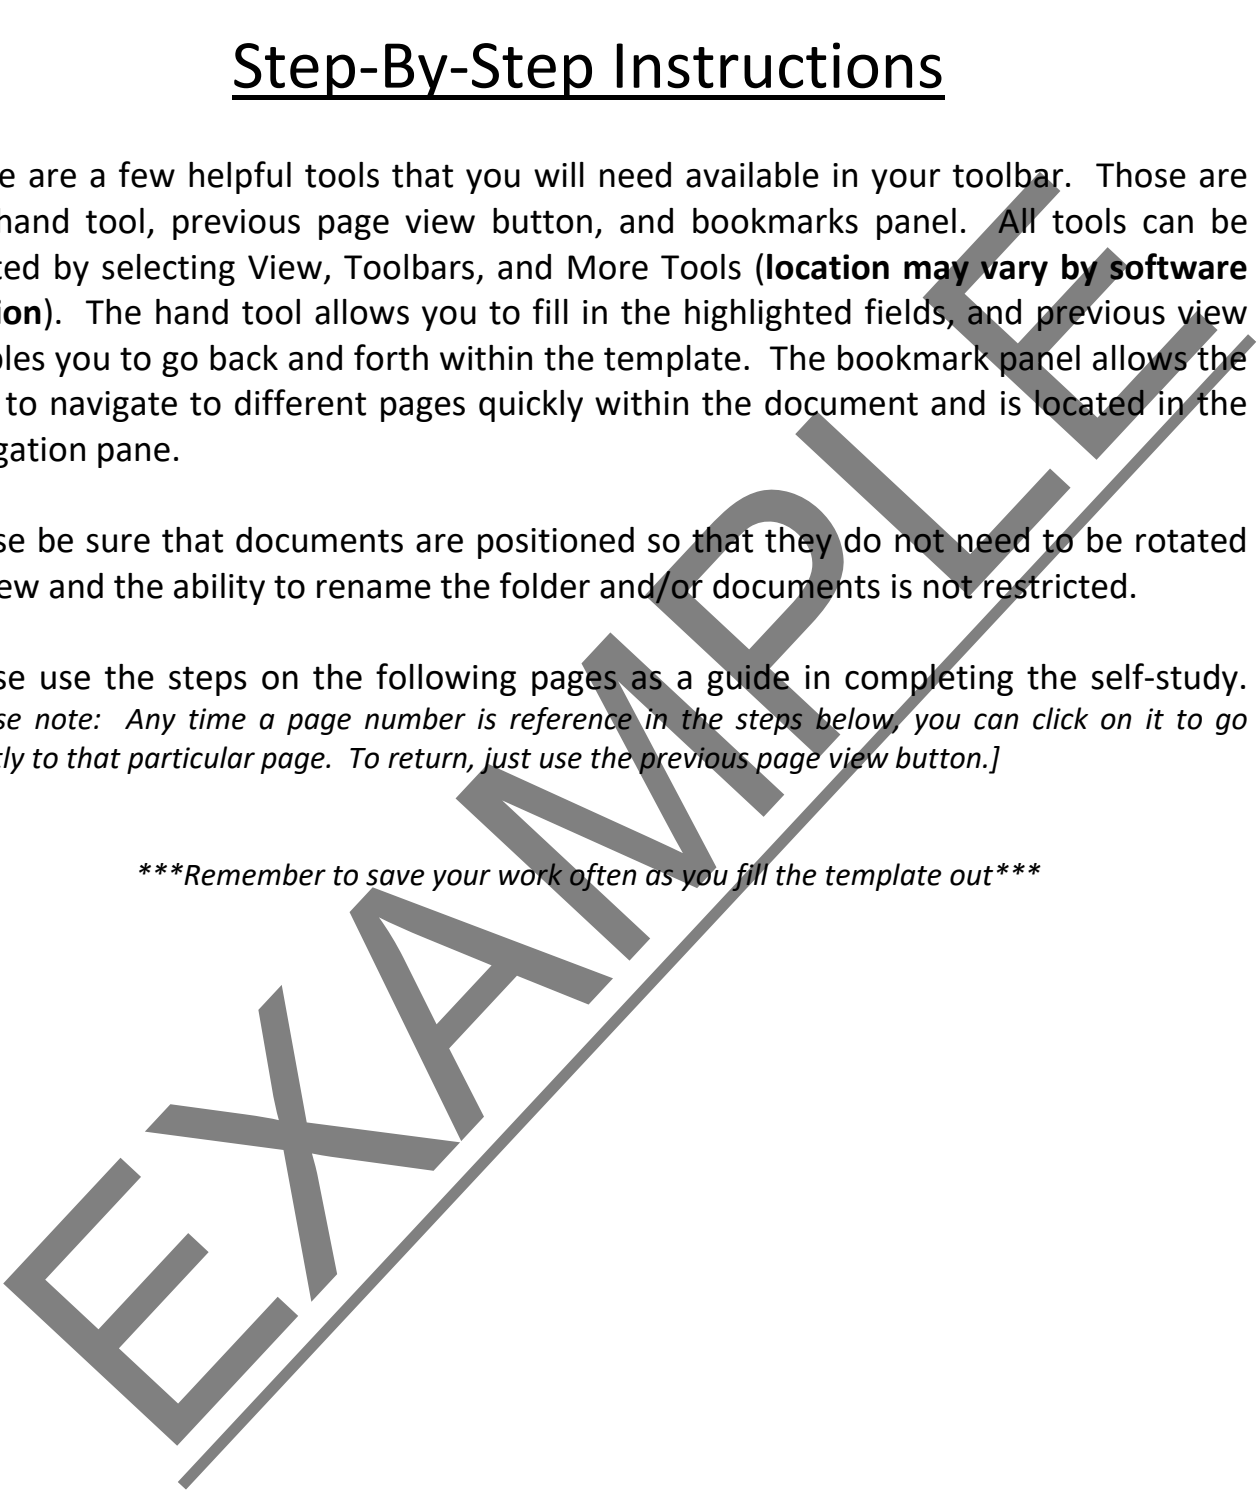 Step-By-Step Instructions
e are a few helpful tools that you will need available in your toolbar. Those are
hand tool, previous page view button, and bookmarks panel. All tools can be
ted by selecting View, Toolbars, and More Tools (location may vary by software
ion). The hand tool allows you to fill in the highlighted fields, and previous view
les you to go back and forth within the template. The bookmark panel allows the
to navigate to different pages quickly within the document and is located in the
gation pane.
se be sure that documents are positioned so that they do not need to be rotated
ew and the ability to rename the folder and/or documents is not restricted.
se use the steps on the following pages as a guide in completing the self-study.
se note: Any time a page number is reference in the steps below, you can click on it to go
tly to that particular page. To return, just use the previous page view button.]
***Remember to save your work often as you fill the template out***
EXAMPLE